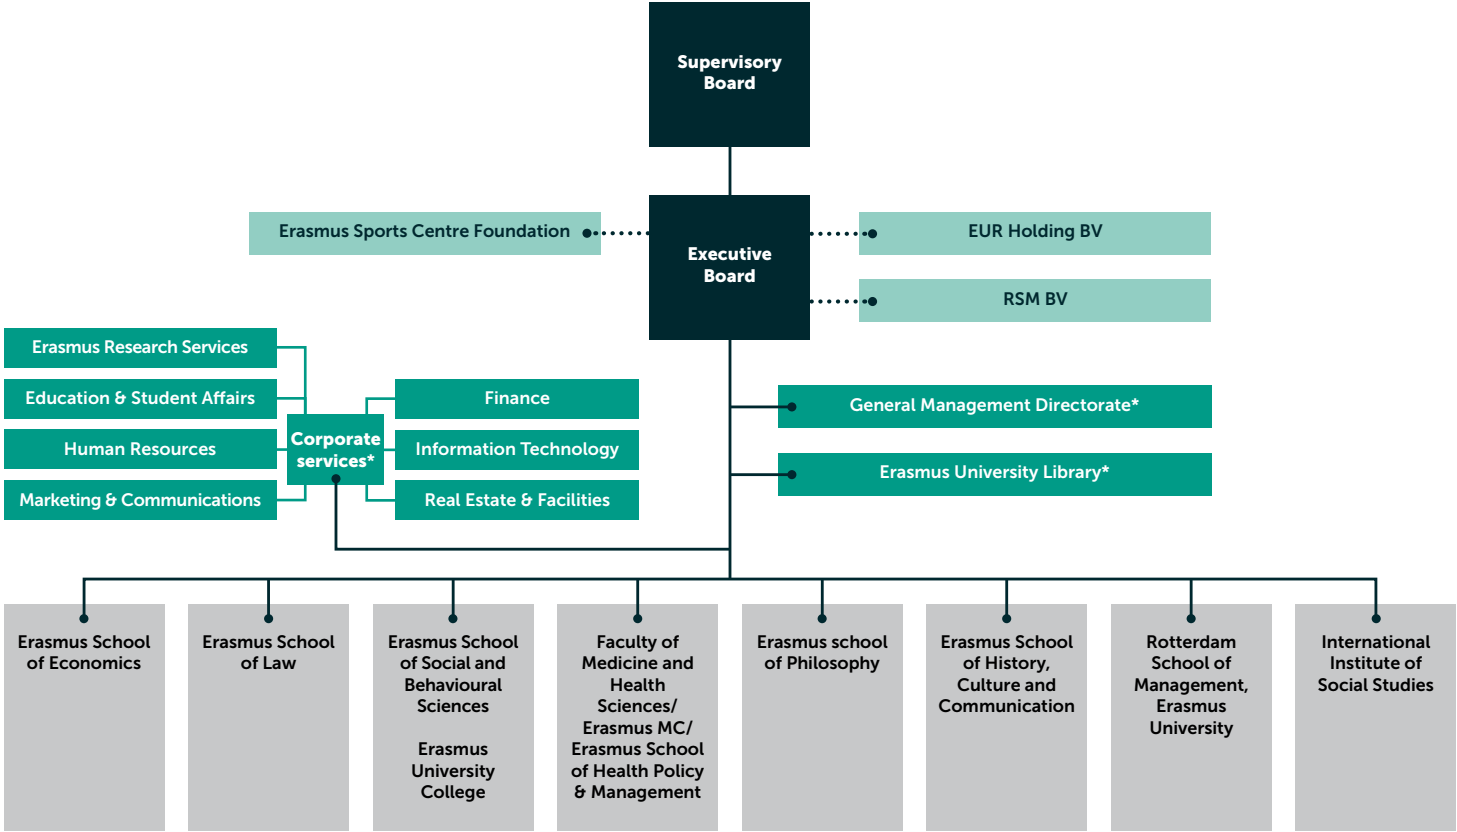 Supervisory
Board
Erasmus Sports Centre Foundation
Executive
Board
EUR Holding BV
RSM BV
Erasmus Research Services
Education & Student Affairs
Human Resources
Marketing & Communications
Corporate
services*
Finance
Information Technology
Real Estate & Facilities
General Management Directorate*
Erasmus University Library*
Erasmus School
of Economics
Erasmus School
of Law
Erasmus School
of Social and
Behavioural
Sciences
Erasmus
University
College
Faculty of
Medicine and
Health
Sciences/
Erasmus MC/
Erasmus School
of Health Policy
& Management
Erasmus school
of Philosophy
Erasmus School
of History,
Culture and
Communication
Rotterdam
School of
Management,
Erasmus
University
International
Institute of
Social Studies